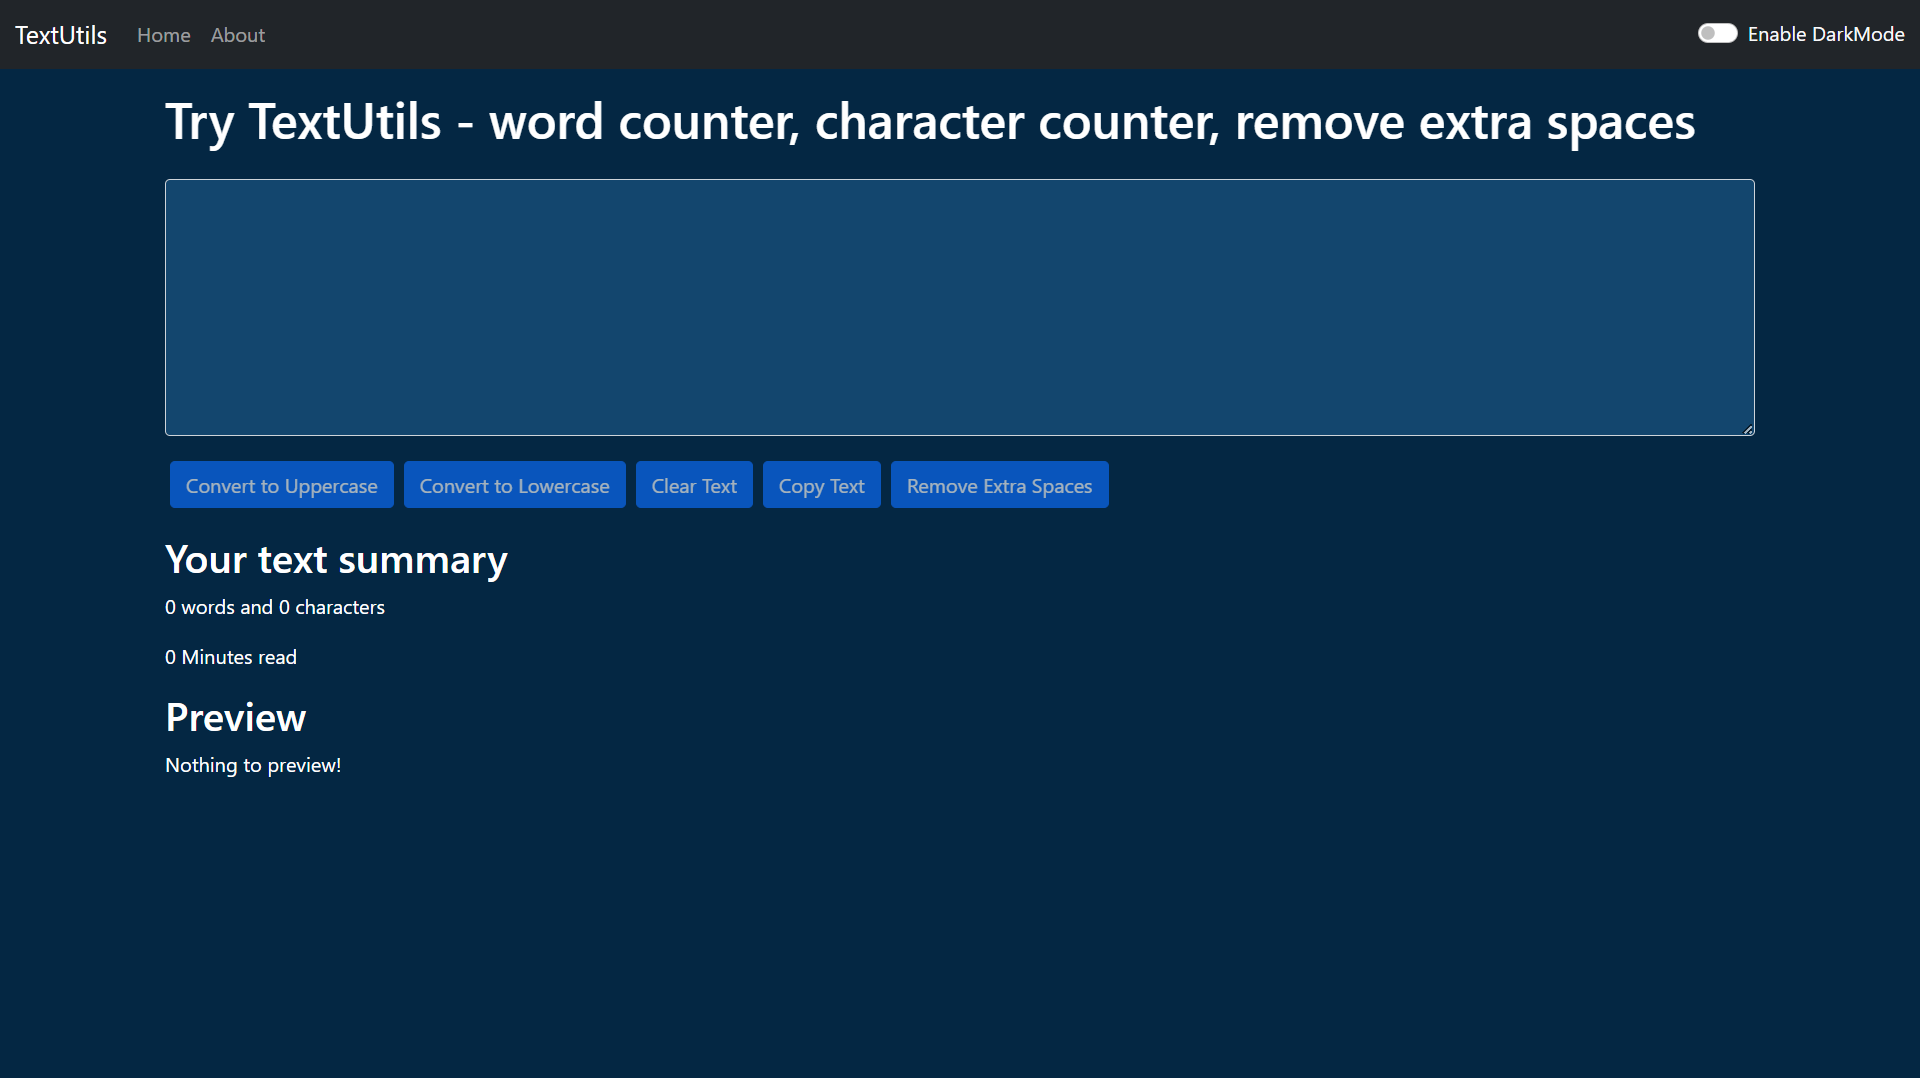 TextUtils Home About Enable DarkMode
Try TextUtils - word counter, character counter, remove extra spaces
Convert to Uppercase Convert to Lowercase Clear Text Copy Text Remove Extra Spaces
Your text summary
0 words and 0 characters
0 Minutes read
Preview
Nothing to preview!